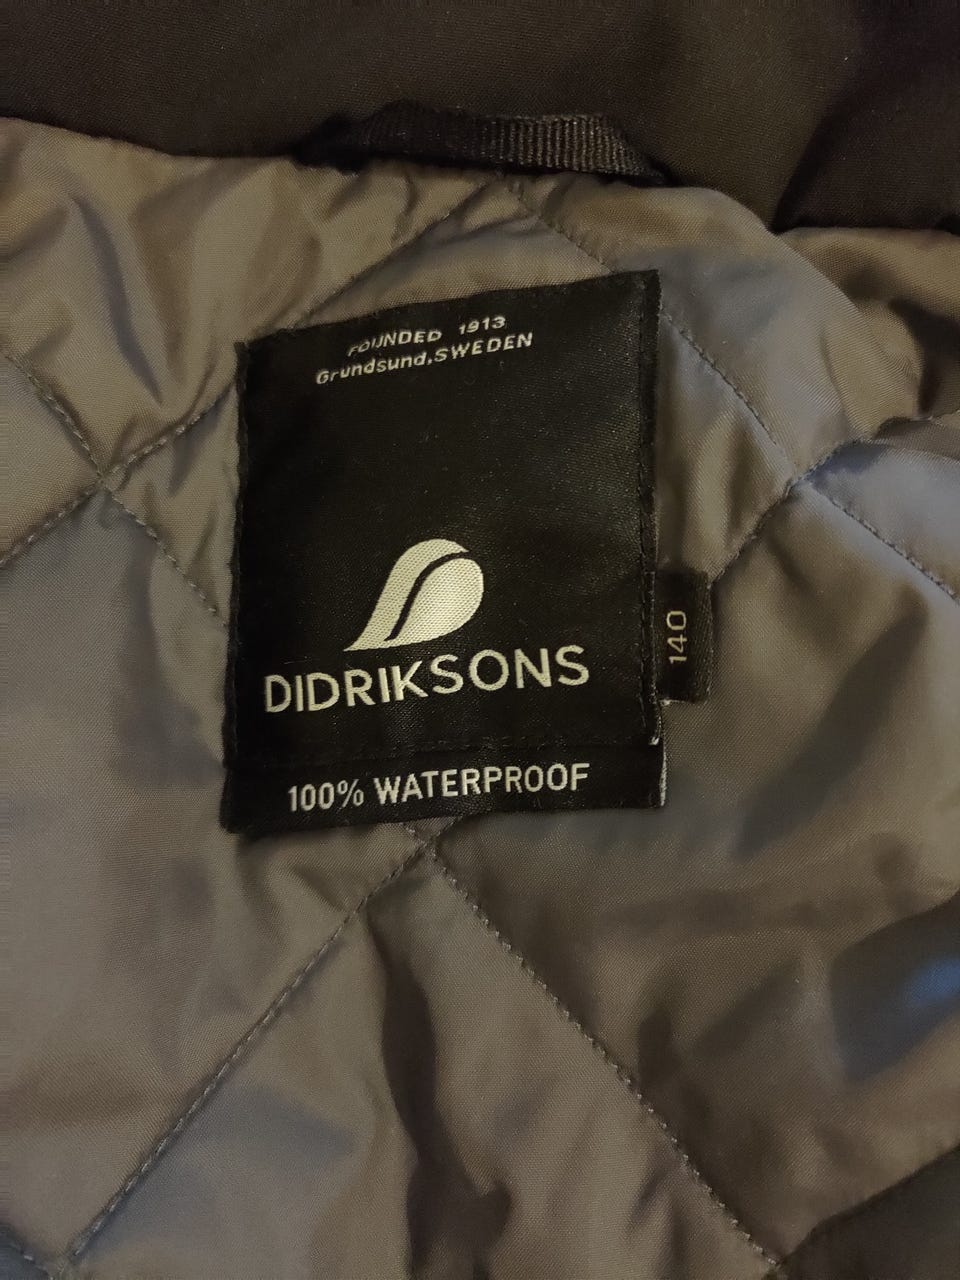 FOUNDED 1913
Grundsund.SWEDEN
DIDRIKSONS
140
100% WATERPROOF